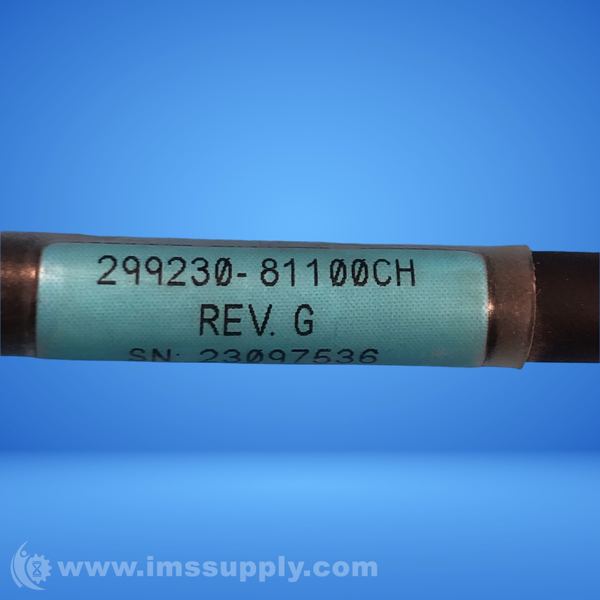 299230-81100CH
REV. G
SN: 23097536
www.imssupply.com